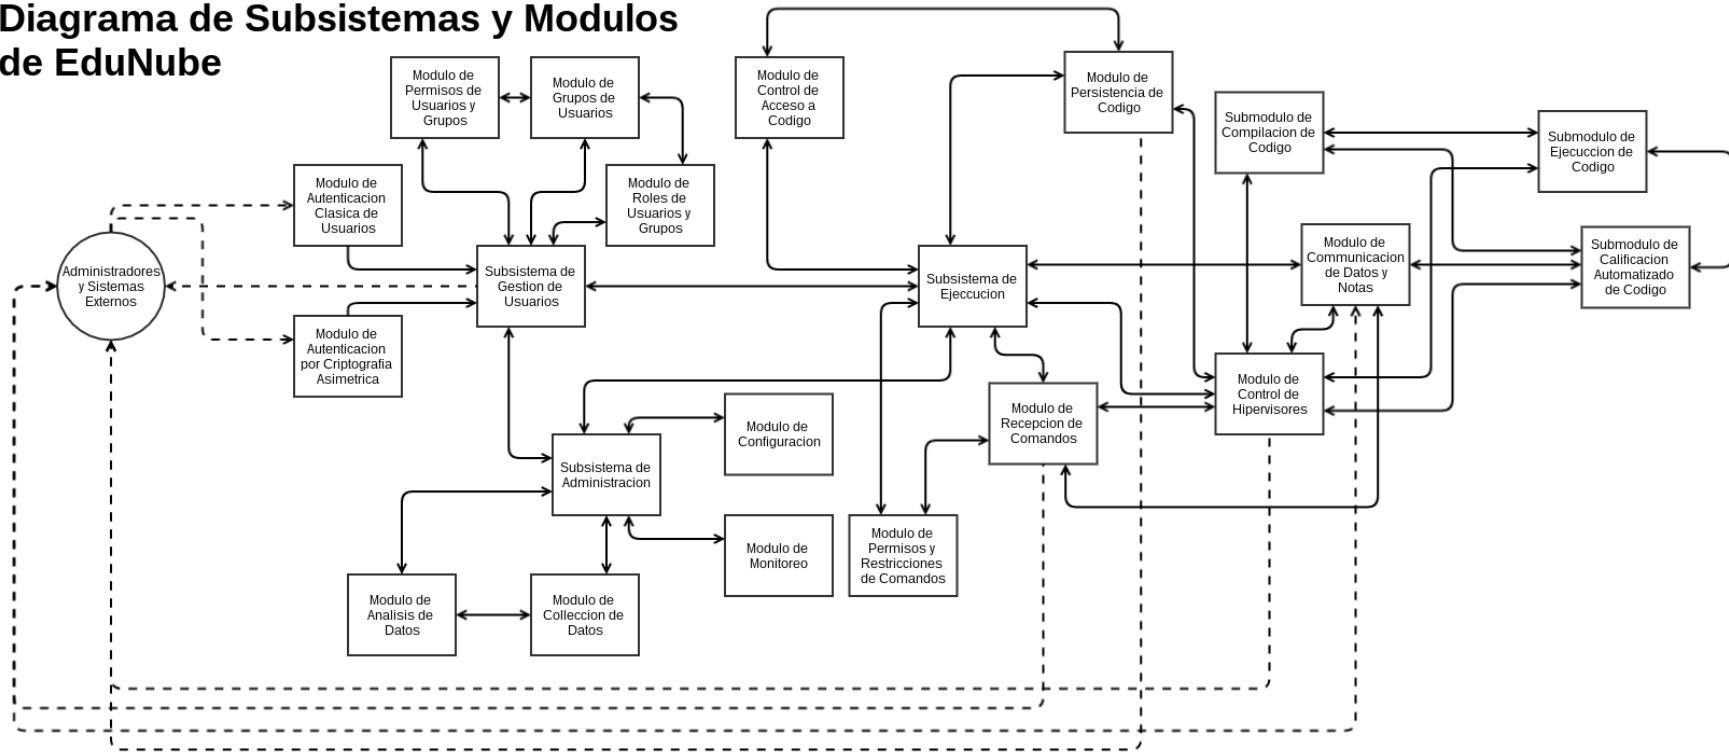 Diagrama de Subsistemas y Modulos
de EduNube
Modulo de
Permisos de
Usuarios y
Grupos
Modulo de
Grupos de
Usuarios
Modulo de
Control de
Acceso a
Codigo
Modulo de
Persistencia de
Codigo
Submodulo de
Compilacion de
Codigo
Submodulo de
Ejecuccion de
Codigo
Modulo de
Autenticacion
Clasica de
Usuarios
Modulo de
Roles de
Usuarios y
Grupos
Administradores
y Sistemas
Externos
Subsistema de
Gestion de
Usuarios
Subsistema de
Ejeccucion
Modulo de
Communicacion
de Datos y
Notas
Submodulo de
Calificacion
Automatizado
de Codigo
Modulo de
Autenticacion
por Criptografia
Asimetrica
Modulo de
Control de
Hipervisores
Modulo de
Recepcion de
Comandos
Modulo de
Configuracion
Subsistema de
Administracion
Modulo de
Monitoreo
Modulo de
Permisos y
Restricciones
de Comandos
Modulo de
Analisis de
Datos
Modulo de
Colleccion de
Datos